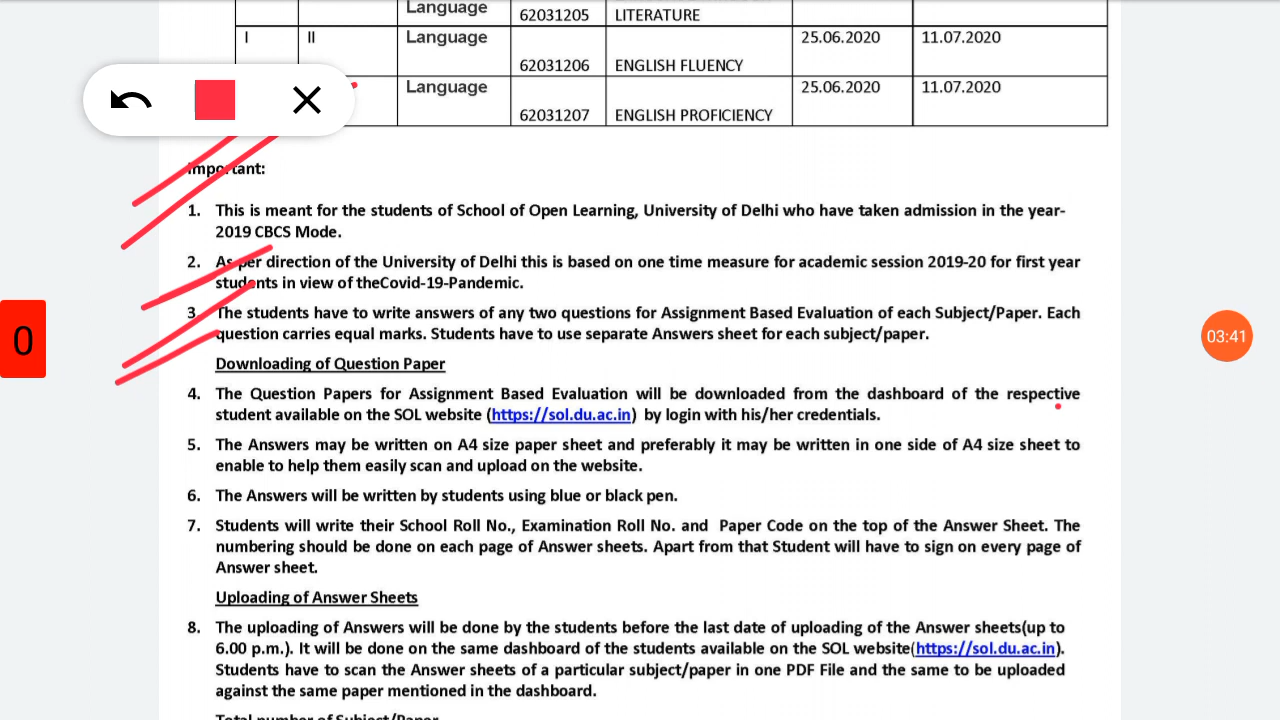 Language
62031205 LITERATURE
I II Language 25.06.2020 11.07.2020
62031206 ENGLISH FLUENCY
Language 25.06.2020 11.07.2020
62031207 ENGLISH PROFICIENCY
Important:
1. This is meant for the students of School of Open Learning, University of Delhi who have taken admission in the year-
2019 CBCS Mode.
2. As per direction of the University of Delhi this is based on one time measure for academic session 2019-20 for first year
students in view of theCovid-19-Pandemic.
3. The students have to write answers of any two questions for Assignment Based Evaluation of each Subject/Paper. Each
question carries equal marks. Students have to use separate Answers sheet for each subject/paper.
Downloading of Question Paper
4. The Question Papers for Assignment Based Evaluation will be downloaded from the dashboard of the respective
student available on the SOL website (https://sol.du.ac.in) by login with his/her credentials.
5. The Answers may be written on A4 size paper sheet and preferably it may be written in one side of A4 size sheet to
enable to help them easily scan and upload on the website.
6. The Answers will be written by students using blue or black pen.
7. Students will write their School Roll No., Examination Roll No. and Paper Code on the top of the Answer Sheet. The
numbering should be done on each page of Answer sheets. Apart from that Student will have to sign on every page of
Answer sheet.
Uploading of Answer Sheets
8. The uploading of Answers will be done by the students before the last date of uploading of the Answer sheets(up to
6.00 p.m.). It will be done on the same dashboard of the students available on the SOL website(https://sol.du.ac.in).
Students have to scan the Answer sheets of a particular subject/paper in one PDF File and the same to be uploaded
against the same paper mentioned in the dashboard.
Total number of Subject/Paper
0
03:41